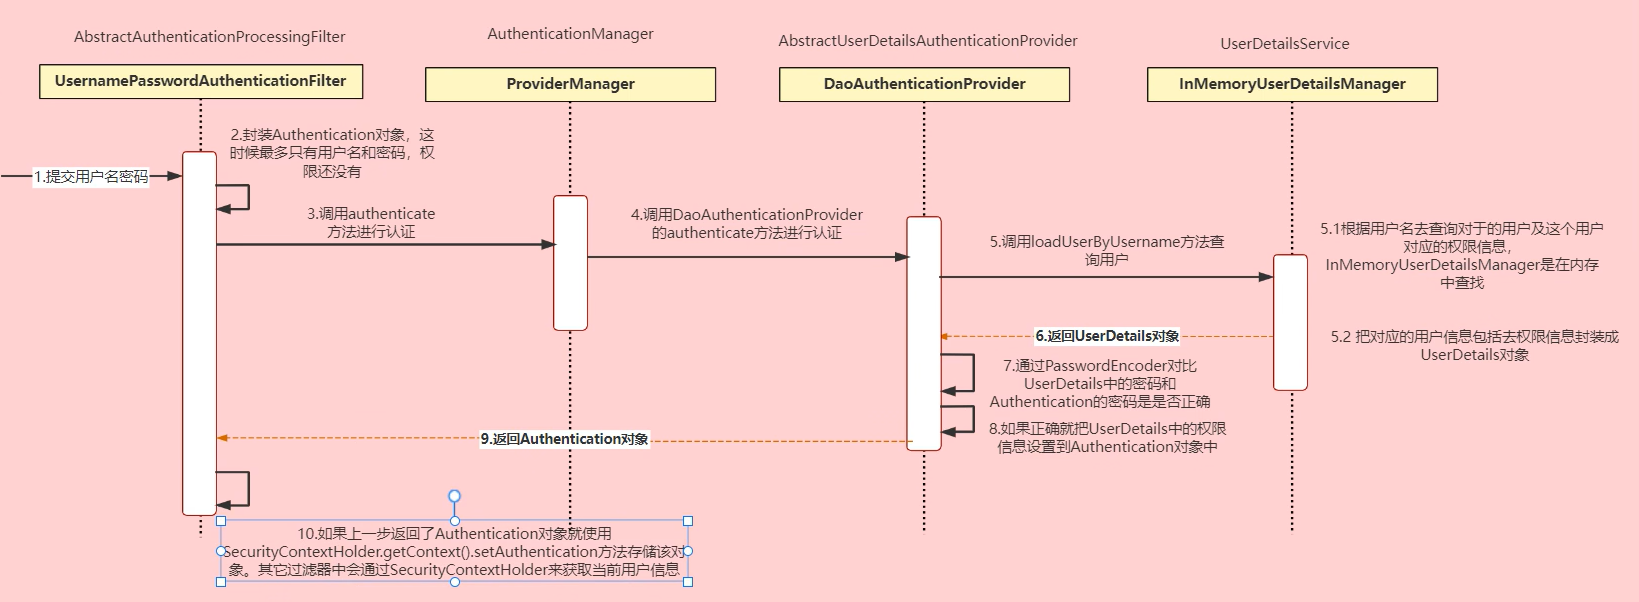 AbstractAuthenticationProcessingFilter
UsernamePasswordAuthenticationFilter
AuthenticationManager
ProviderManager
AbstractUserDetailsAuthenticationProvider
DaoAuthenticationProvider
UserDetailsService
InMemoryUserDetailsManager
1.提交用户名密码
2.封装Authentication对象，这
时候最多只有用户名和密码，权
限还没有
3.调用authenticate
方法进行认证
4.调用DaoAuthenticationProvider
的authenticate方法进行认证
5.调用loadUserByUsername方法查
询用户
5.1根据用户名去查询对于的用户及这个用户
对应的权限信息，
InMemoryUserDetailsManager是在内存
中查找
6.返回UserDetails对象
5.2 把对应的用户信息包括去权限信息封装成
UserDetails对象
7.通过PasswordEncoder对比
UserDetails中的密码和
Authentication的密码是是否正确
8.如果正确就把UserDetails中的权限
信息设置到Authentication对象中
9.返回Authentication对象
10.如果上一步返回了Authentication对象就使用
SecurityContextHolder.getContext().setAuthentication方法存储该对
象。其它过滤器中会通过SecurityContextHolder来获取当前用户信息